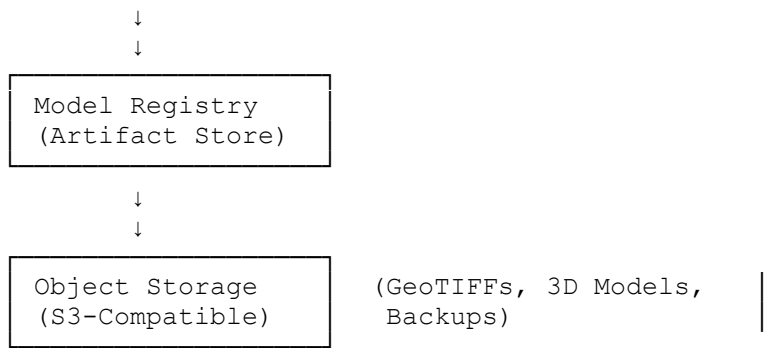 ↓
↓
Model Registry
(Artifact Store)
↓
↓
Object Storage (GeoTIFFs, 3D Models,
(S3-Compatible) Backups)